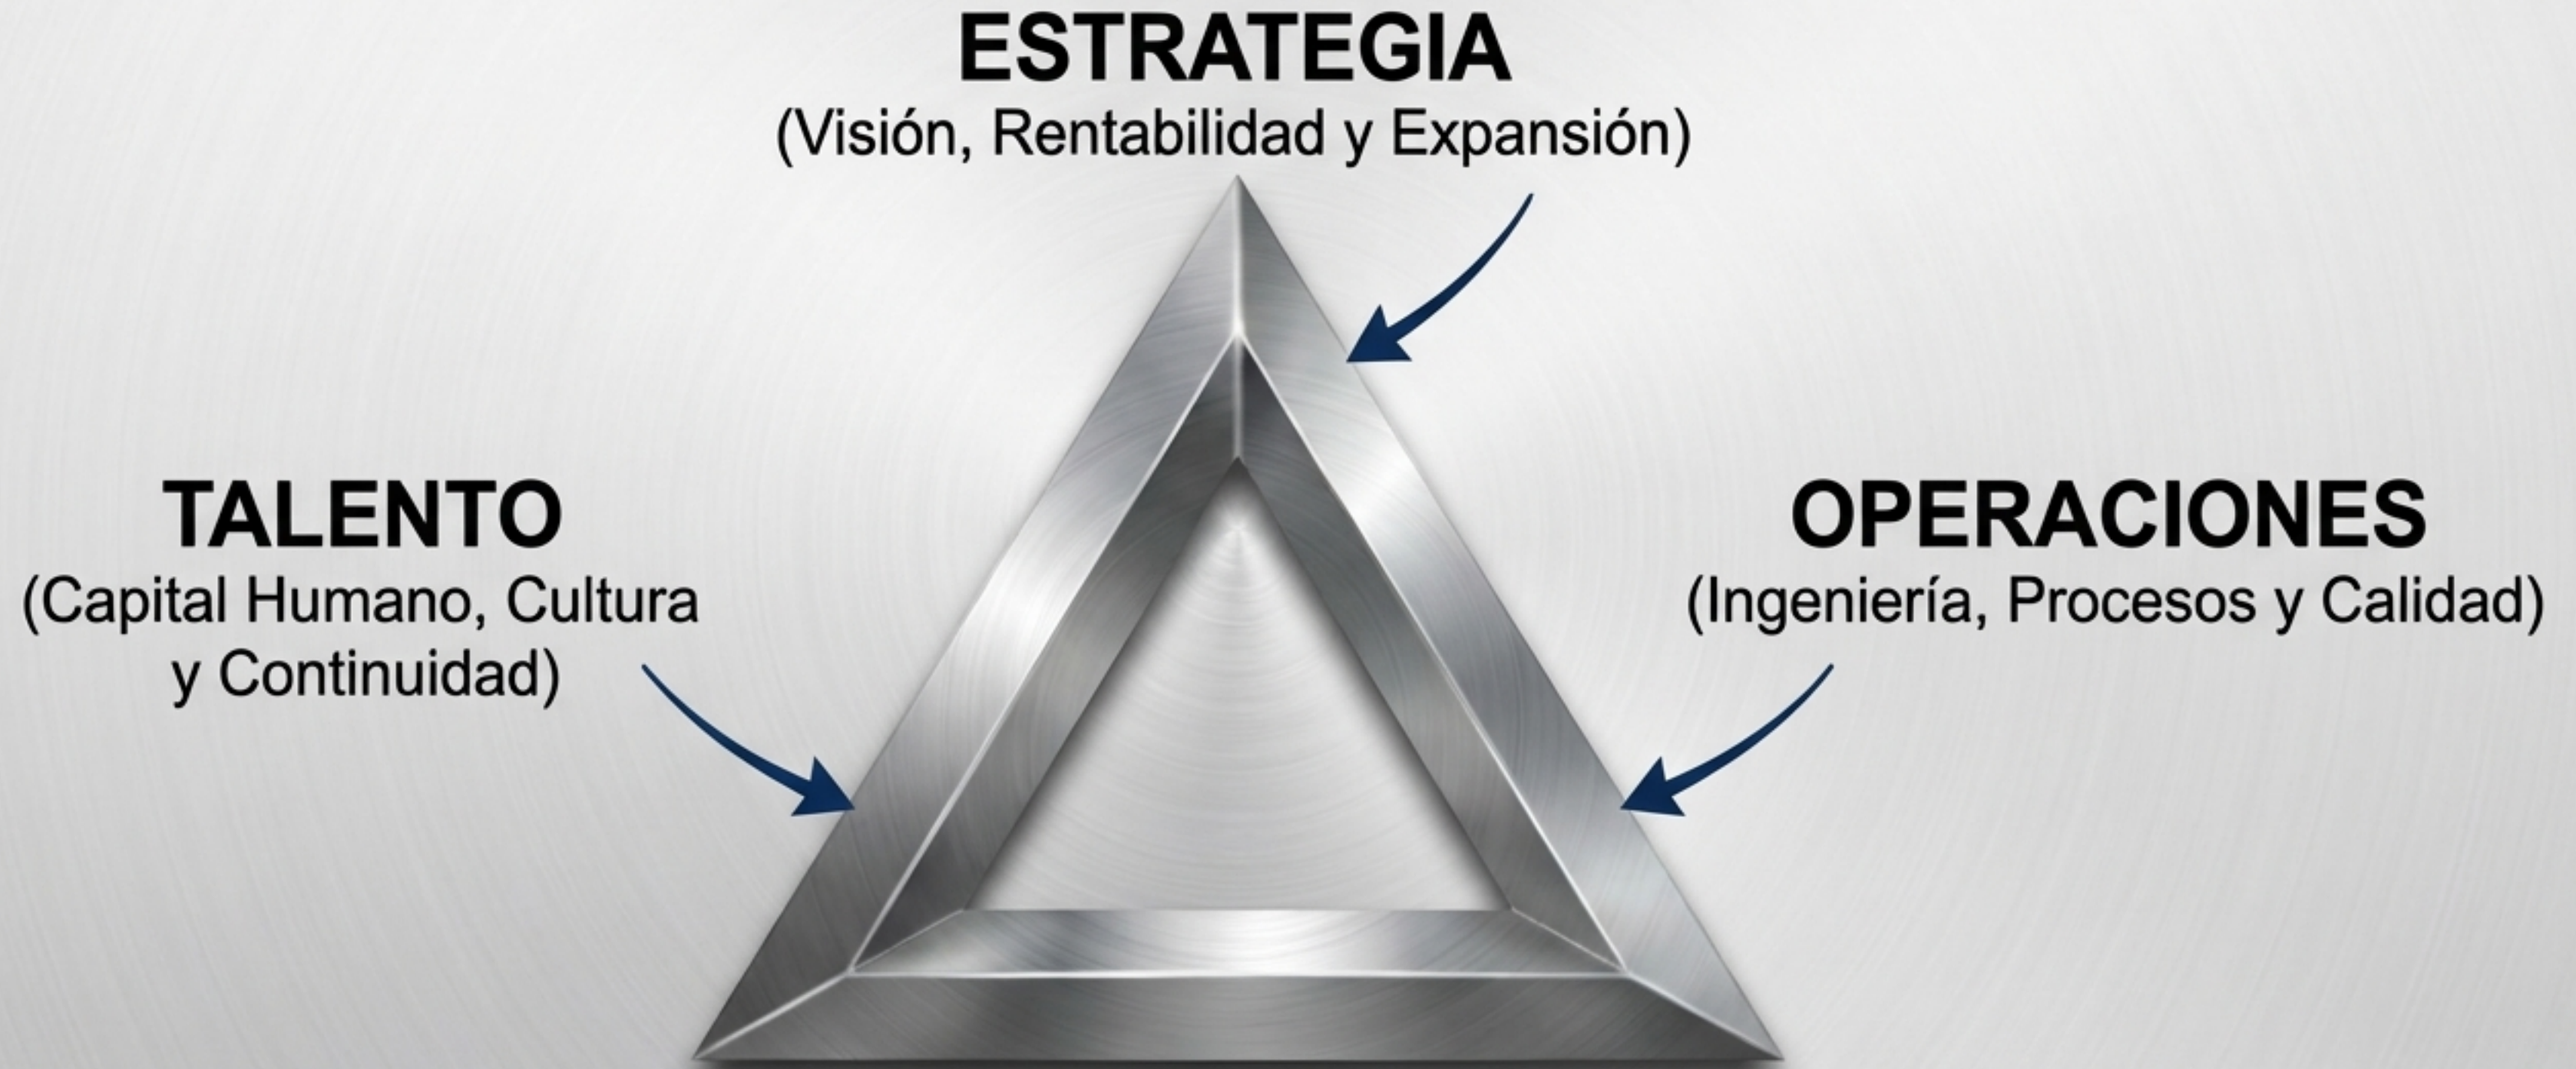 ESTRATEGIA
(Visión, Rentabilidad y Expansión)
TALENTO
(Capital Humano, Cultura
y Continuidad)
OPERACIONES
(Ingeniería, Procesos y Calidad)